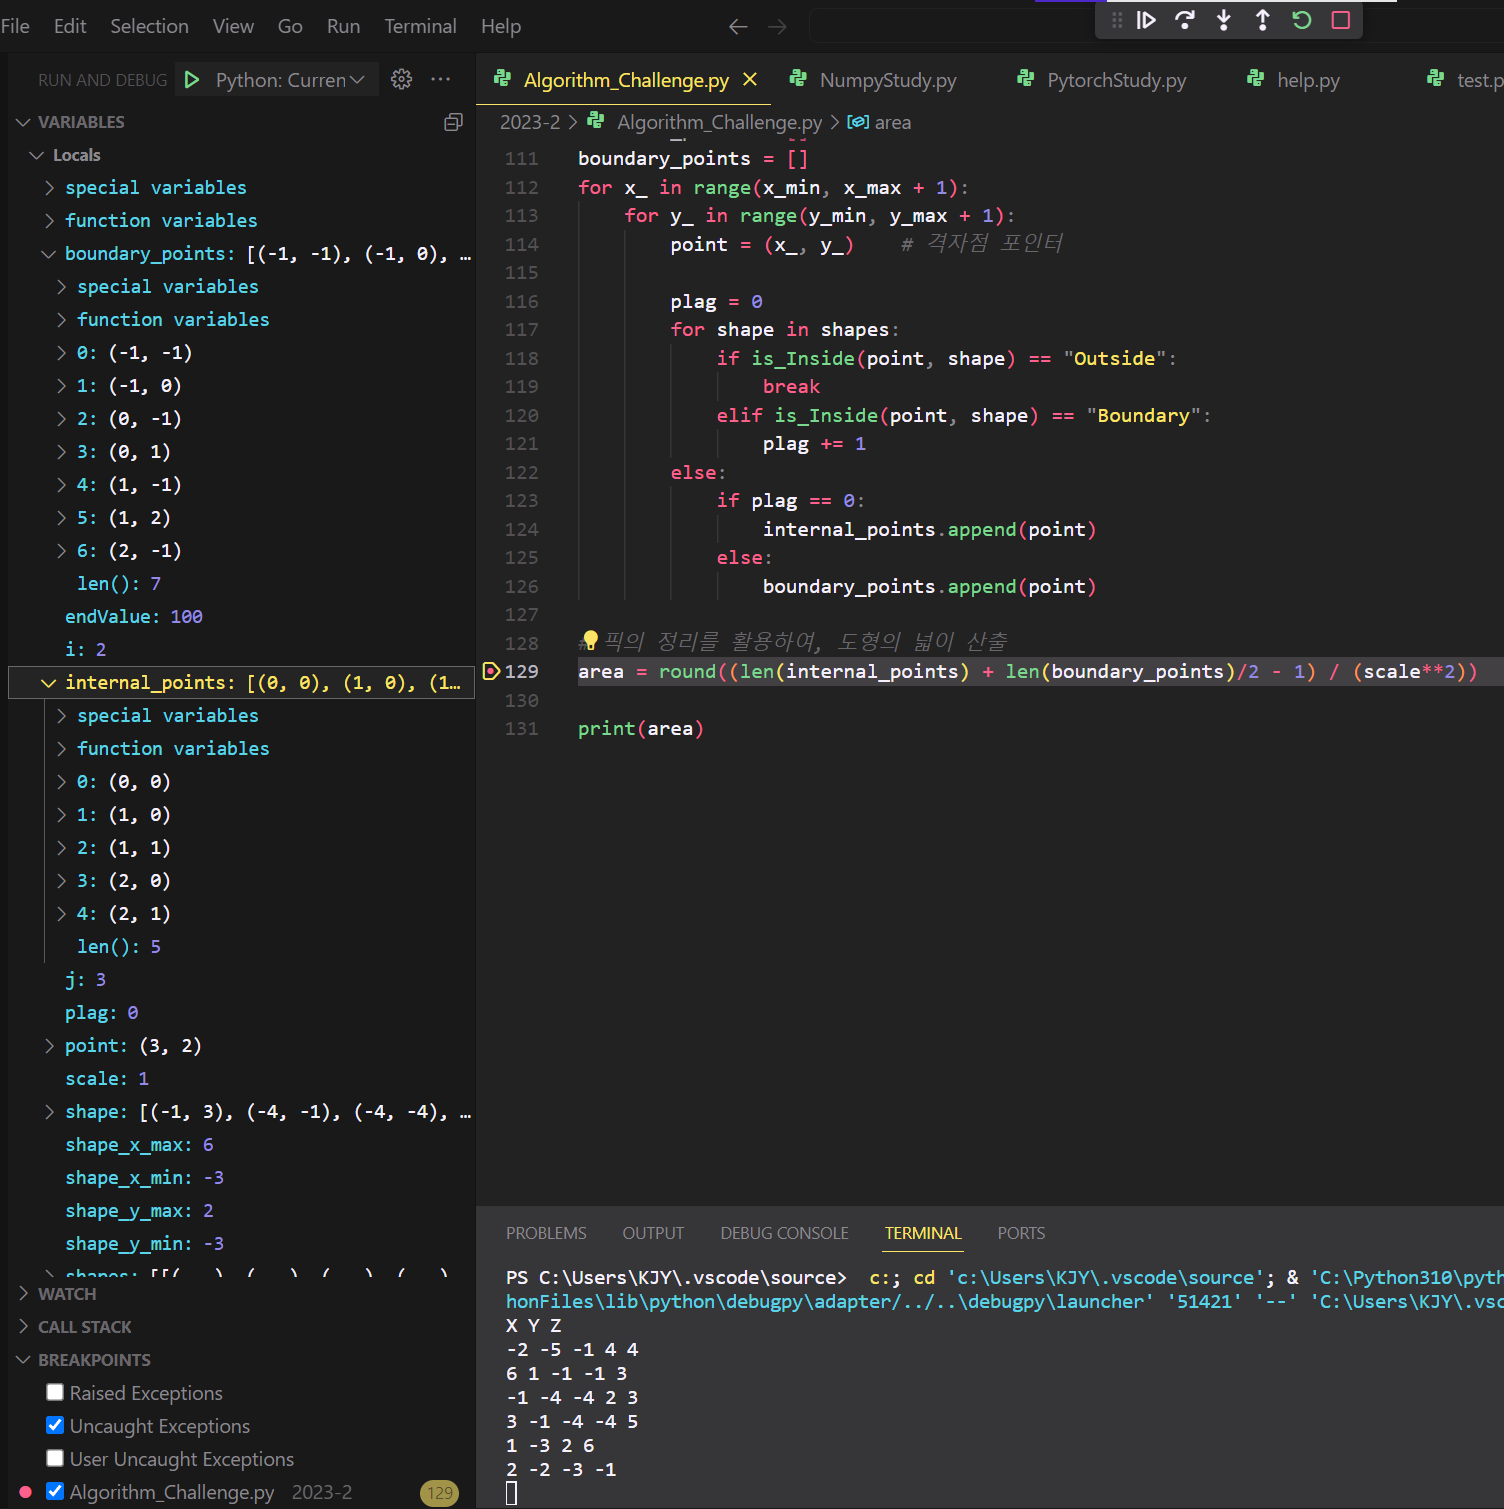 File Edit Selection View Go Run Terminal Help
RUN AND DEBUG Python: Curren
Algorithm_Challenge.py NumpyStudy.py PytorchStudy.py help.py test.p
VARIABLES
Locals
special variables
function variables
boundary_points: [(-1, -1), (-1, 0), …
special variables
function variables
0: (-1, -1)
1: (-1, 0)
2: (0, -1)
3: (0, 1)
4: (1, -1)
5: (1, 2)
6: (2, -1)
len(): 7
endValue: 100
i: 2
internal_points: [(0, 0), (1, 0), (1…
special variables
function variables
0: (0, 0)
1: (1, 0)
2: (1, 1)
3: (2, 0)
4: (2, 1)
len(): 5
j: 3
plag: 0
point: (3, 2)
scale: 1
shape: [(-1, 3), (-4, -1), (-4, -4), …
shape_x_max: 6
shape_x_min: -3
shape_y_max: 2
shape_y_min: -3
WATCH
CALL STACK
BREAKPOINTS
Raised Exceptions
Uncaught Exceptions
User Uncaught Exceptions
Algorithm_Challenge.py 2023-2 129
2023-2 > Algorithm_Challenge.py > area
111 boundary_points = []
112 for x_ in range(x_min, x_max + 1):
113 for y_ in range(y_min, y_max + 1):
114 point = (x_, y_) # 격자점 포인터
115
116 plag = 0
117 for shape in shapes:
118 if is_Inside(point, shape) == "Outside":
119 break
120 elif is_Inside(point, shape) == "Boundary":
121 plag += 1
122 else:
123 if plag == 0:
124 internal_points.append(point)
125 else:
126 boundary_points.append(point)
127
128 # 픽의 정리를 활용하여, 도형의 넓이 산출
129 area = round((len(internal_points) + len(boundary_points)/2 - 1) / (scale**2))
130
131 print(area)
PROBLEMS OUTPUT DEBUG CONSOLE TERMINAL PORTS
PS C:\Users\KJY\.vscode\source> c:; cd 'c:\Users\KJY\.vscode\source'; & 'C:\Python310\pyth
honFiles\lib\python\debugpy\adapter/../..\debugpy\launcher' '51421' '--' 'C:\Users\KJY\.vsc
X Y Z
-2 -5 -1 4 4
6 1 -1 -1 3
-1 -4 -4 2 3
3 -1 -4 -4 5
1 -3 2 6
2 -2 -3 -1